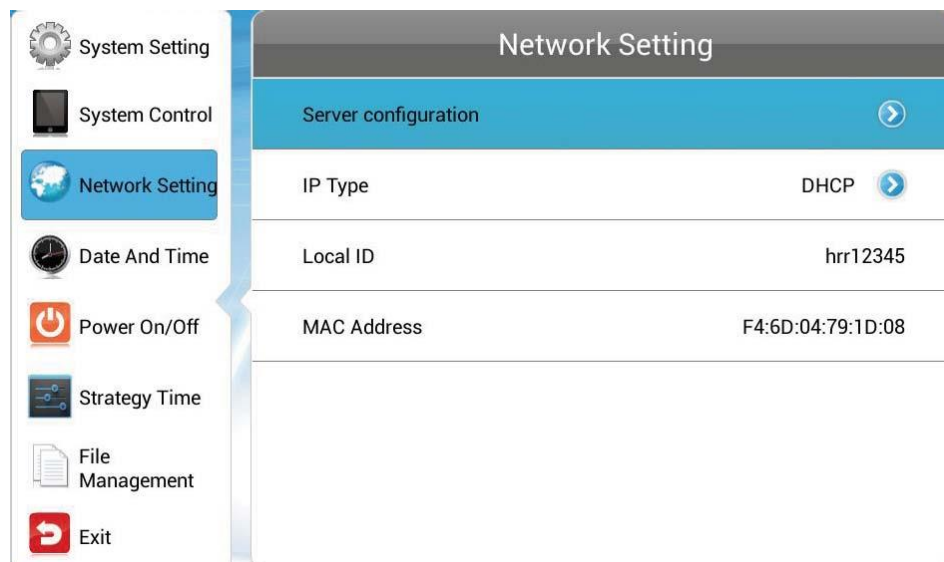 System Setting
System Control
Network Setting
Date And Time
Power On/Off
Strategy Time
File
Management
Exit
Network Setting
Server configuration
IP Type DHCP
Local ID hrr12345
MAC Address F4:6D:04:79:1D:08